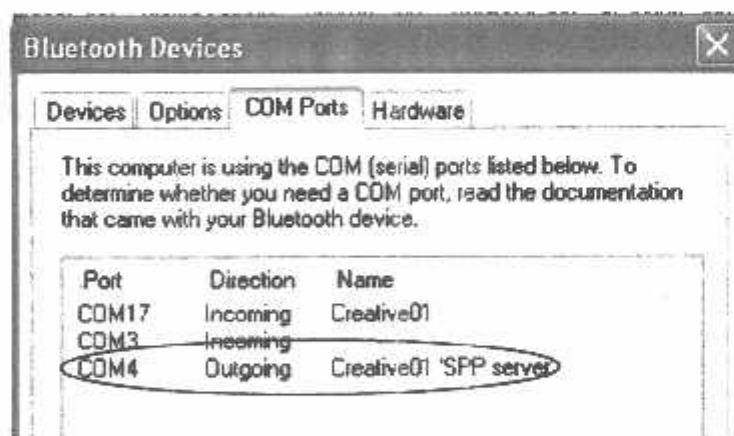 Bluetooth Devices
Devices Options COM Ports Hardware
This computer is using the COM (serial) ports listed below. To
determine whether you need a COM port, read the documentation
that came with your Bluetooth device.
Port Direction Name
COM17 Incoming Creative01
COM3 Incoming
COM4 Outgoing Creative01 'SPP server